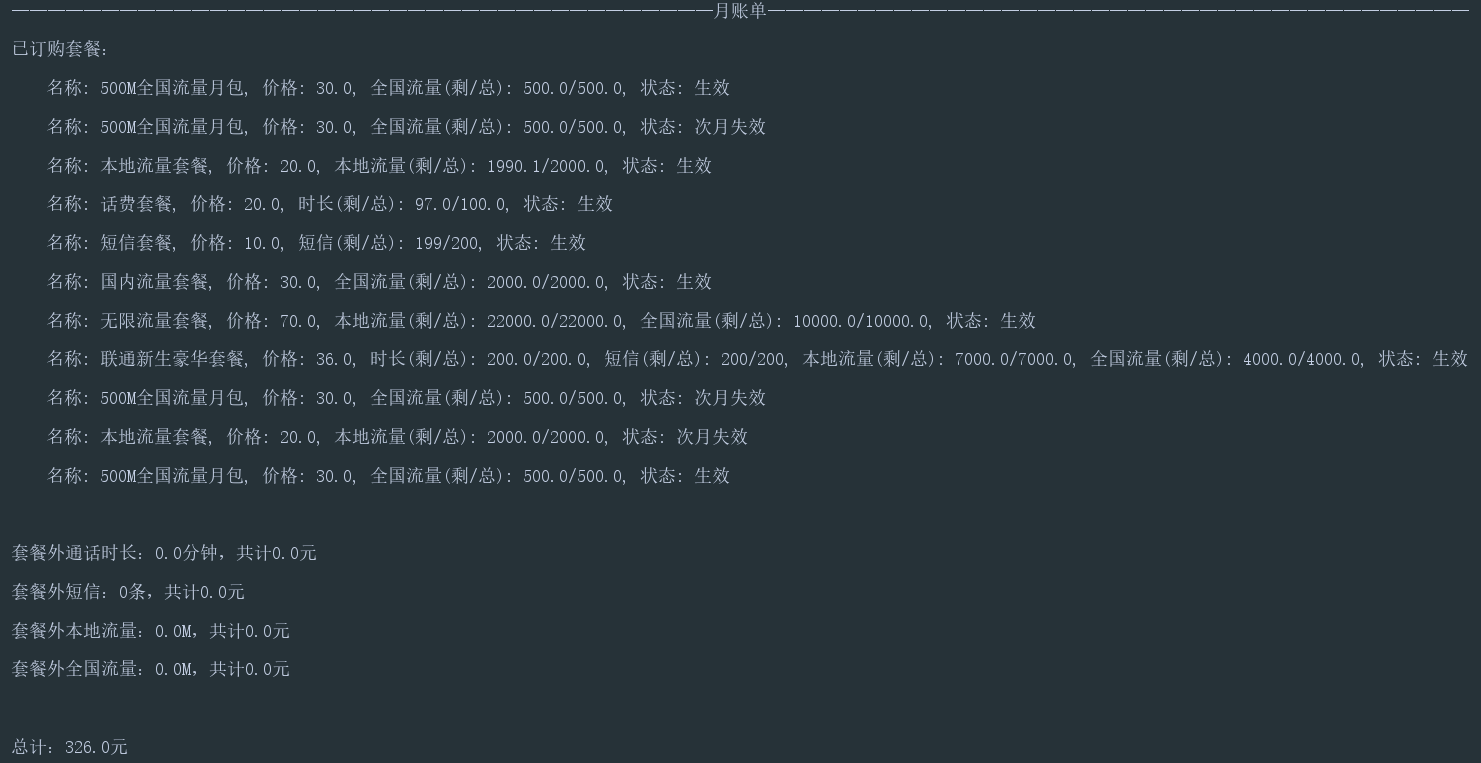 ————————————————————————————————————————月账单————————————————————————————————————————
已订购套餐:
名称: 500M全国流量月包, 价格: 30.0, 全国流量(剩/总): 500.0/500.0, 状态: 生效
名称: 500M全国流量月包, 价格: 30.0, 全国流量(剩/总): 500.0/500.0, 状态: 次月失效
名称: 本地流量套餐, 价格: 20.0, 本地流量(剩/总): 1990.1/2000.0, 状态: 生效
名称: 话费套餐, 价格: 20.0, 时长(剩/总): 97.0/100.0, 状态: 生效
名称: 短信套餐, 价格: 10.0, 短信(剩/总): 199/200, 状态: 生效
名称: 国内流量套餐, 价格: 30.0, 全国流量(剩/总): 2000.0/2000.0, 状态: 生效
名称: 无限流量套餐, 价格: 70.0, 本地流量(剩/总): 22000.0/22000.0, 全国流量(剩/总): 10000.0/10000.0, 状态: 生效
名称: 联通新生豪华套餐, 价格: 36.0, 时长(剩/总): 200.0/200.0, 短信(剩/总): 200/200, 本地流量(剩/总): 7000.0/7000.0, 全国流量(剩/总): 4000.0/4000.0, 状态: 生效
名称: 500M全国流量月包, 价格: 30.0, 全国流量(剩/总): 500.0/500.0, 状态: 次月失效
名称: 本地流量套餐, 价格: 20.0, 本地流量(剩/总): 2000.0/2000.0, 状态: 次月失效
名称: 500M全国流量月包, 价格: 30.0, 全国流量(剩/总): 500.0/500.0, 状态: 生效
套餐外通话时长: 0.0分钟，共计0.0元
套餐外短信: 0条，共计0.0元
套餐外本地流量: 0.0M，共计0.0元
套餐外全国流量: 0.0M，共计0.0元
总计: 326.0元